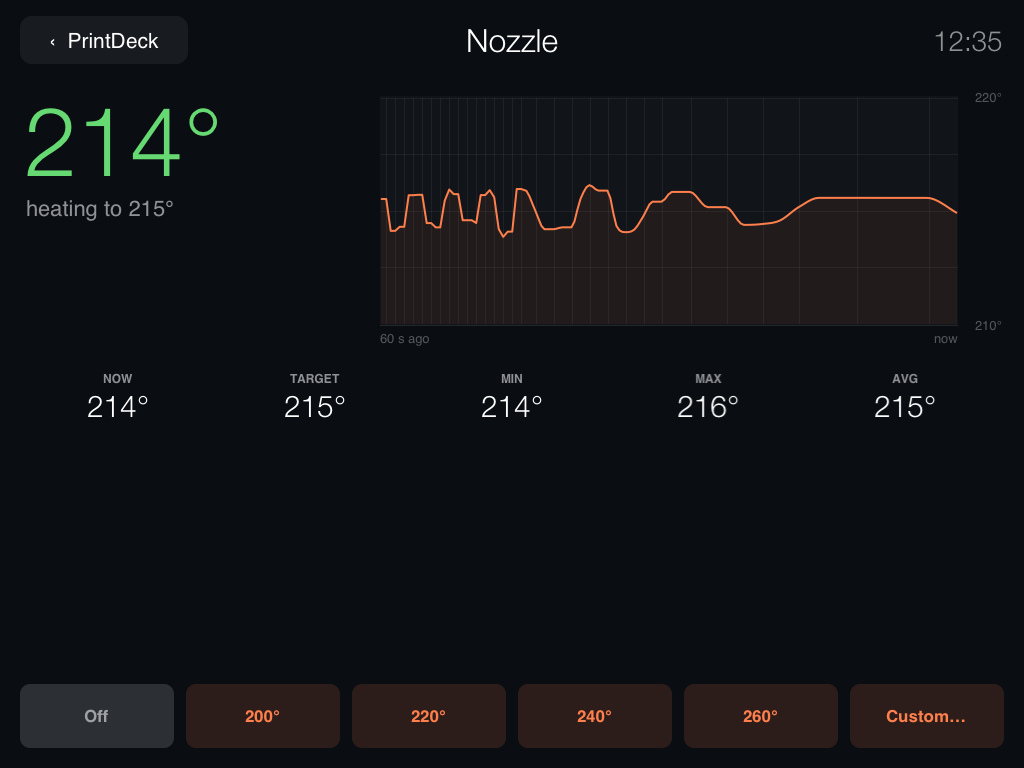 ‹ PrintDeck
Nozzle
12:35
214°
heating to 215°
220°
210°
60 s ago
now
NOW
TARGET
MIN
MAX
AVG
214°
215°
214°
216°
215°
Off
200°
220°
240°
260°
Custom…